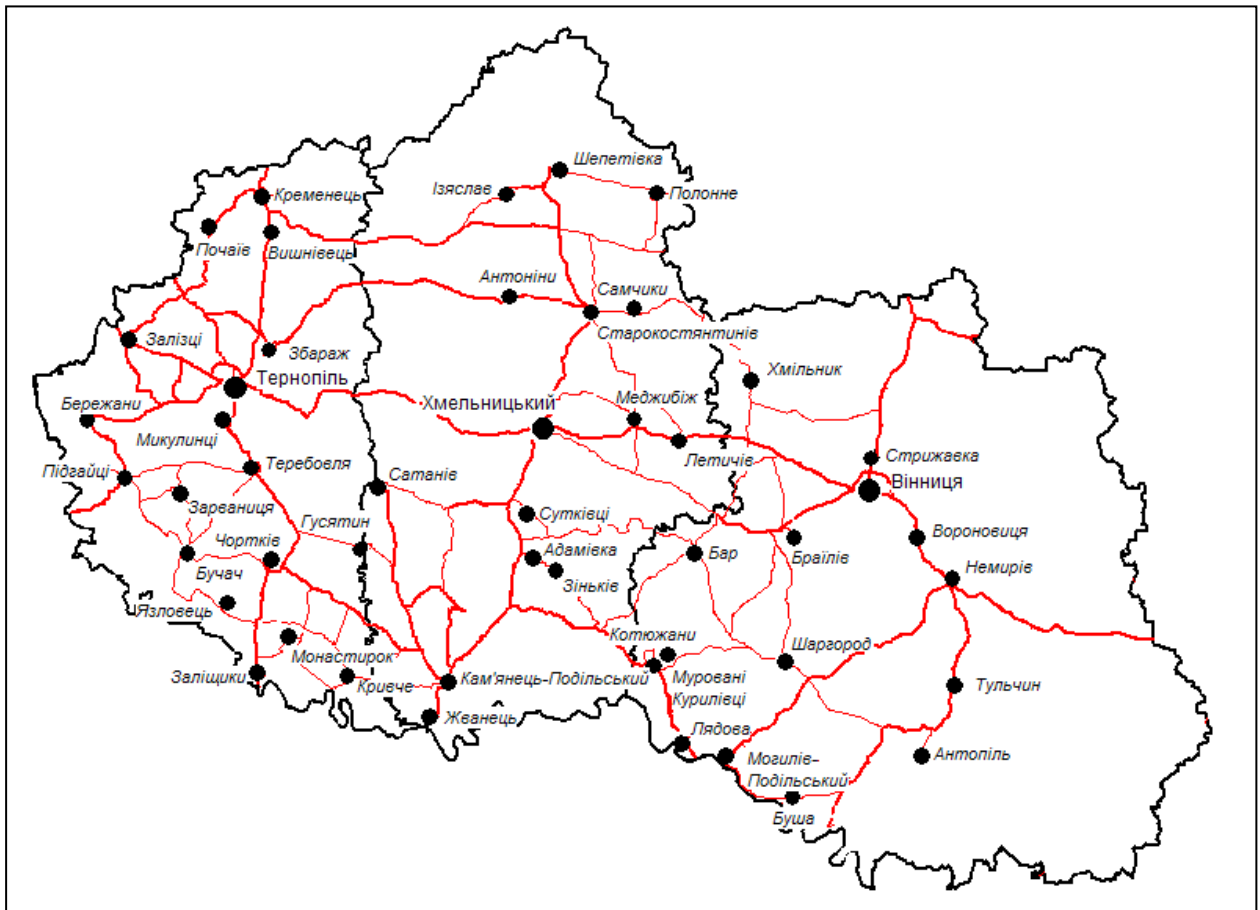 Шепетівка
Ізяслав
Полонне
Кременець
Почаїв
Вишнівець
Антоніни
Самчики
Старокостянтинів
Залізці
Збараж
Тернопіль
Хмільник
Бережани
Хмельницький
Меджибіж
Микулинці
Летичів
Стрижавка
Підгайці
Теребовля
Сатанів
Вінниця
Зарваниця
Гусятин
Сутківці
Вороновиця
Чортків
Адамівка
Бар
Браїлів
Бучач
Зіньків
Немирів
Язловець
Котюжани
Шаргород
Монастирок
Заліщики
Кривче
Кам'янець-Подільський
Муровані
Курилівці
Тульчин
Жванець
Лядова
Могилів-
Подільський
Антопіль
Буша